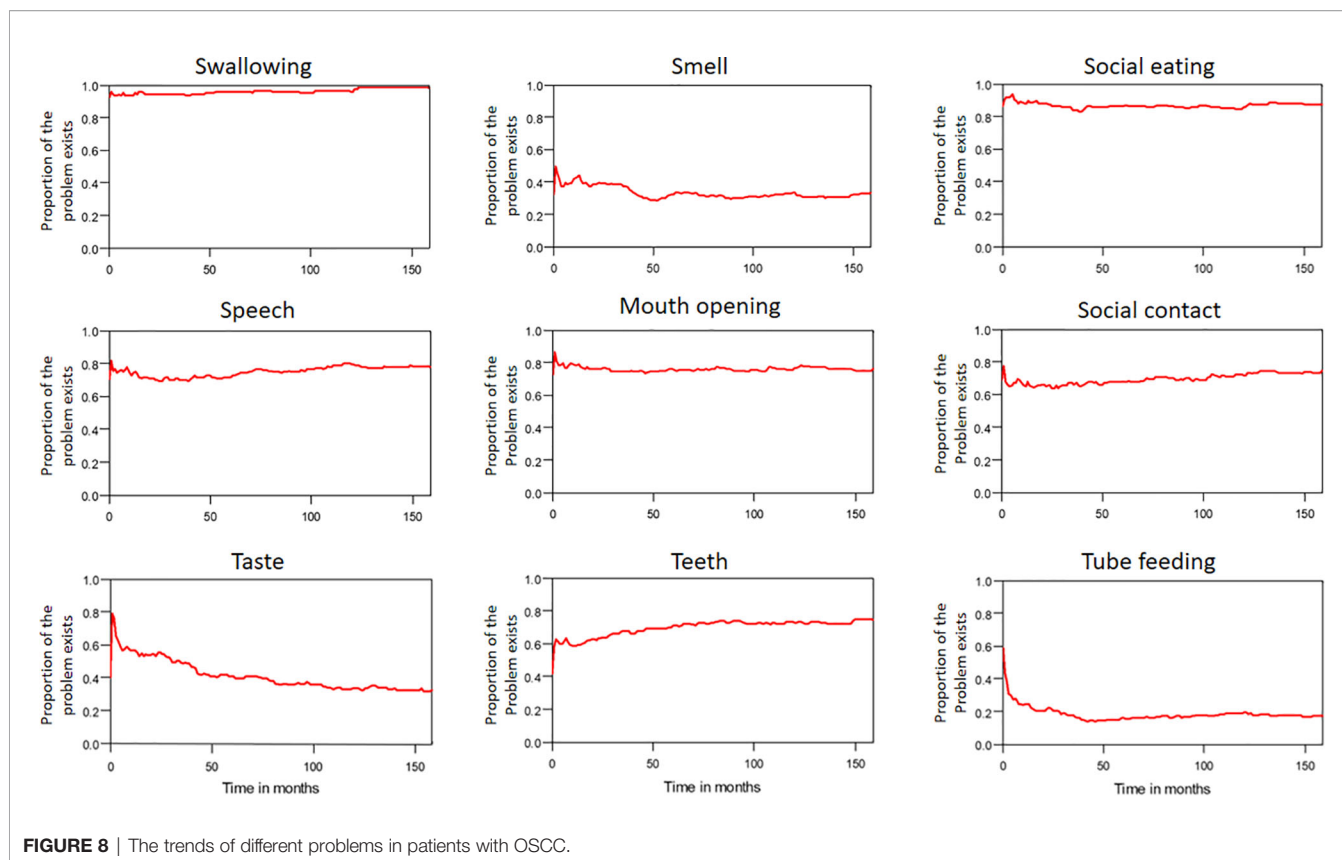 Swallowing
Proportion of the
problem exists
1.0
0.8
0.6
0.4
0.2
0.0
0 50 100 150
Smell
Proportion of the
problem exists
1.0
0.8
0.6
0.4
0.2
0.0
0 50 100 150
Social eating
Proportion of the
Problem exists
1.0
0.8
0.6
0.4
0.2
0.0
0 50 100 150
Speech
Proportion of the
problem exists
1.0
0.8
0.6
0.4
0.2
0.0
0 50 100 150
Mouth opening
Proportion of the
Problem exists
1.0
0.8
0.6
0.4
0.2
0.0
0 50 100 150
Social contact
Proportion of the
Problem exists
1.0
0.8
0.6
0.4
0.2
0.0
0 50 100 150
Taste
Proportion of the
problem exists
1.0
0.8
0.6
0.4
0.2
0.0
0 50 100 150
Time in months
Teeth
Proportion of the
Problem exists
1.0
0.8
0.6
0.4
0.2
0.0
0 50 100 150
Time in months
Tube feeding
Proportion of the
Problem exists
1.0
0.8
0.6
0.4
0.2
0.0
0 50 100 150
Time in months
FIGURE 8 | The trends of different problems in patients with OSCC.